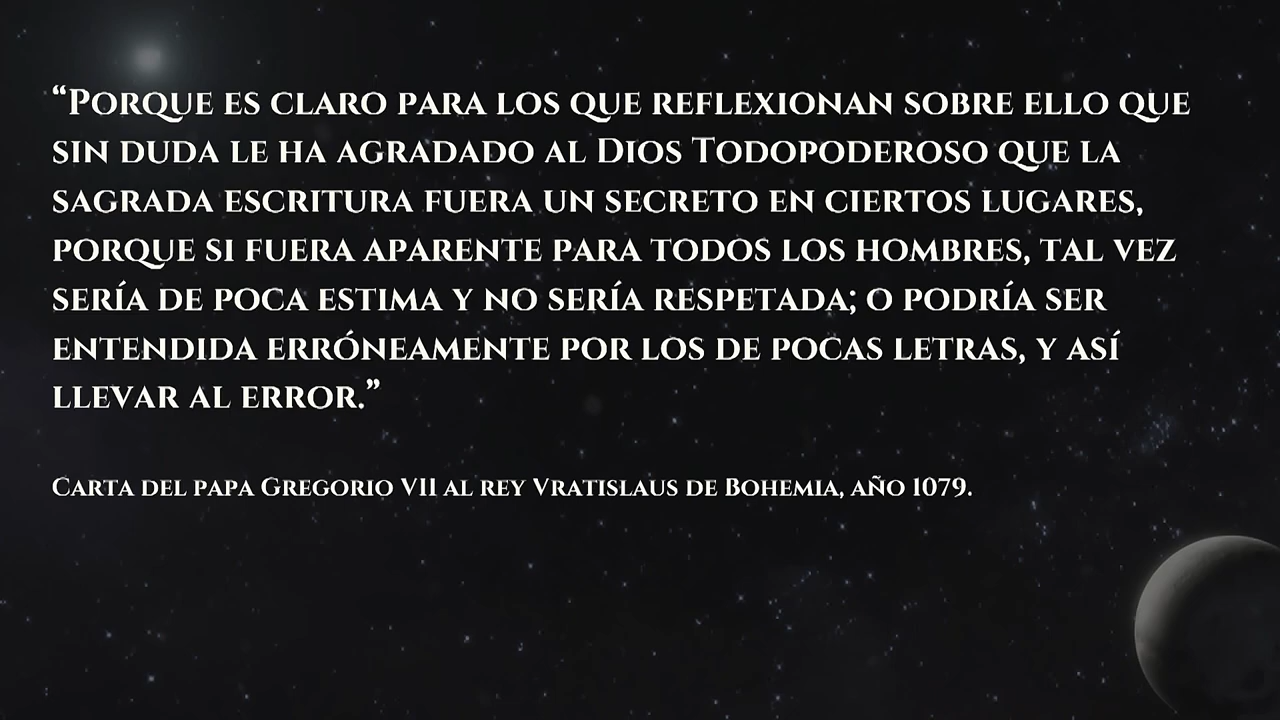 “Porque es claro para los que reflexionan sobre ello que
sin duda le ha agradado al Dios Todopoderoso que la
sagrada escritura fuera un secreto en ciertos lugares,
porque si fuera aparente para todos los hombres, tal vez
sería de poca estima y no sería respetada; o podría ser
entendida erróneamente por los de pocas letras, y así
llevar al error.”
Carta del papa Gregorio VII al rey Vratislaus de Bohemia, año 1079.